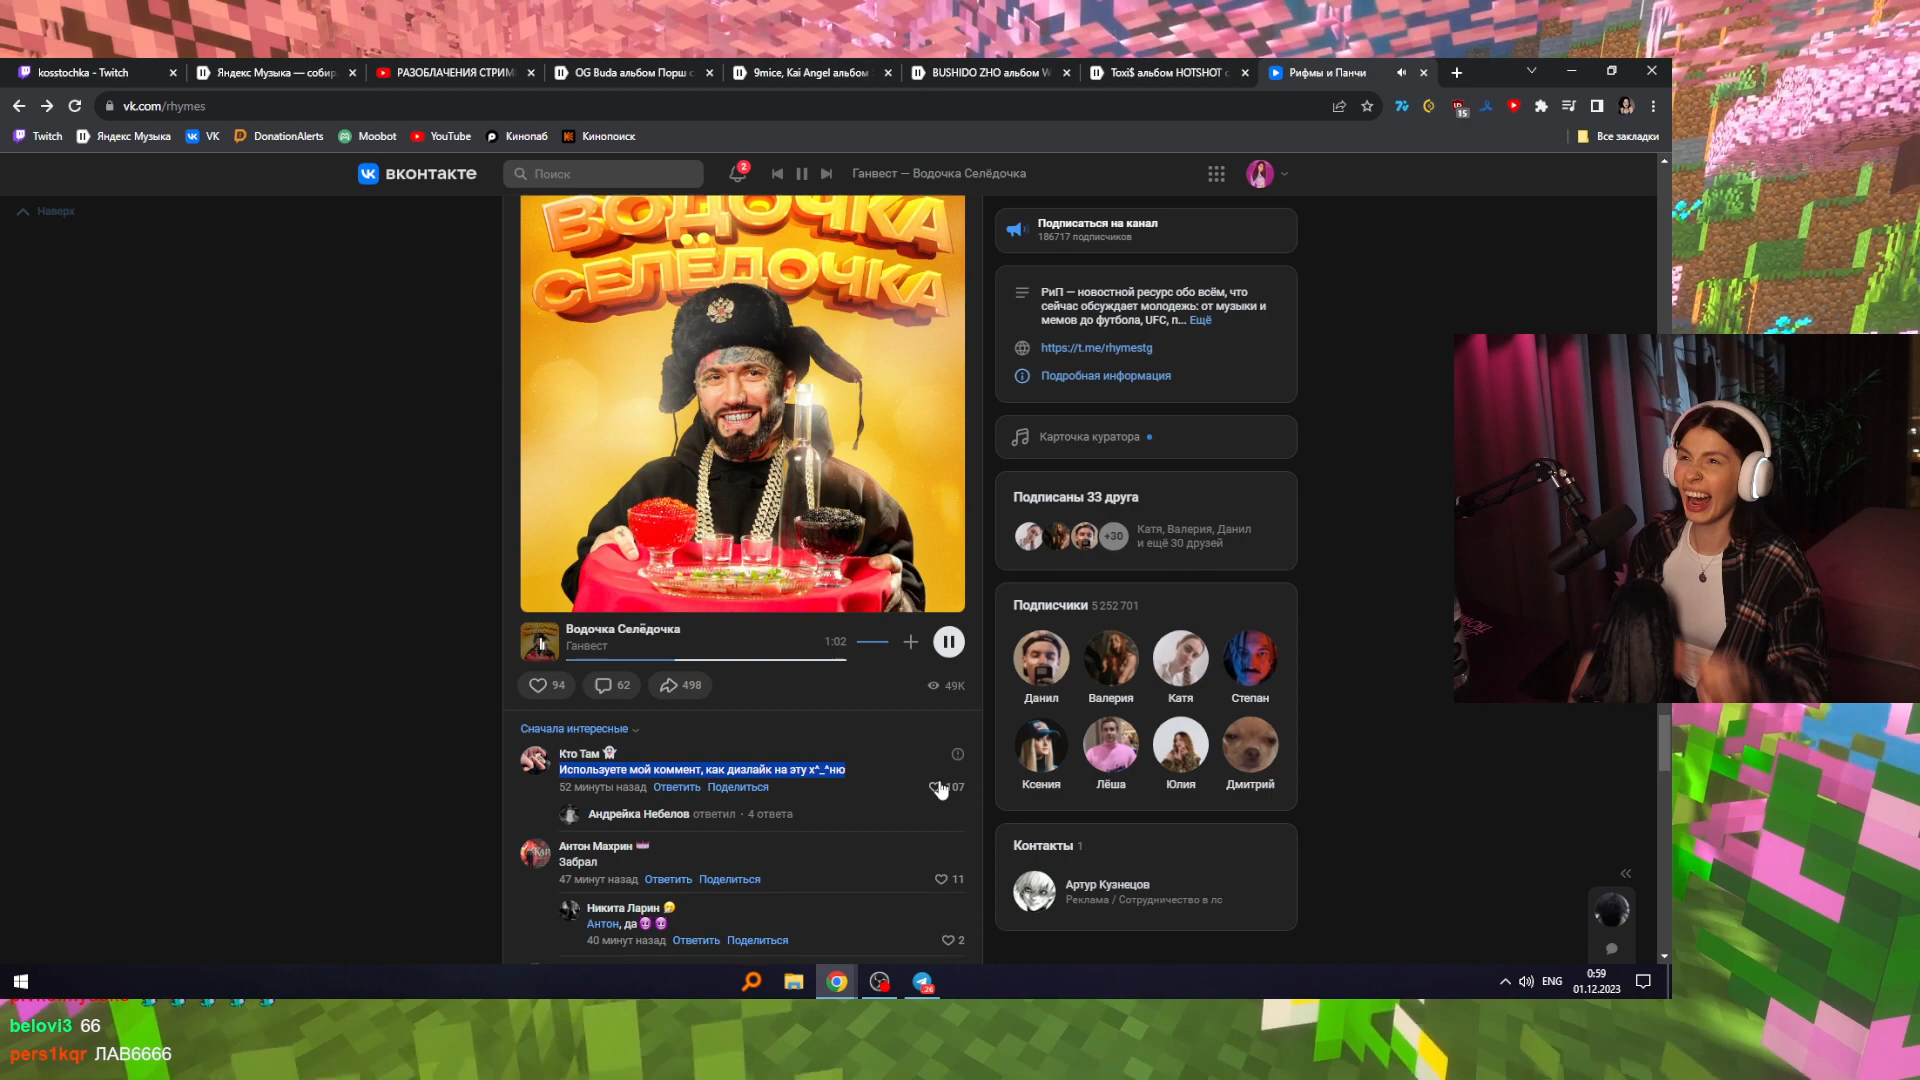 kosstochka - Twitch
Яндекс Музыка — собир
РАЗОБЛАЧЕНИЯ СТРИМ
OG Buda альбом Порш с
9mice, Kai Angel альбом
BUSHIDO ZHO альбом W
Toxi$ альбом HOTSHOT с
Рифмы и Панчи
vk.com/rhymes
15
Twitch
Яндекс Музыка
VK
DonationAlerts
Moobot
YouTube
Кинопаб
Кинопоиск
Все закладки
вконтакте
Поиск
2
Ганвест — Водочка Селёдочка
Наверх
ВОДОЧКА
СЕЛЁДОЧКА
Водочка Селёдочка
Ганвест
1:02
94
62
498
49K
Сначала интересные
Кто Там
Используете мой коммент, как дизлайк на эту х^_^ню
52 минуты назад Ответить Поделиться
107
Андрейка Небелов ответил · 4 ответа
Антон Махрин
Забрал
47 минут назад Ответить Поделиться
11
Никита Ларин
Антон, да
40 минут назад Ответить Поделиться
2
Подписаться на канал
186717 подписчиков
РиП — новостной ресурс обо всём, что
сейчас обсуждает молодежь: от музыки и
мемов до футбола, UFC, п... Ещё
https://t.me/rhymestg
Подробная информация
Карточка куратора
Подписаны 33 друга
+30
Катя, Валерия, Данил
и ещё 30 друзей
Подписчики 5 252 701
Данил
Валерия
Катя
Степан
Ксения
Лёша
Юлия
Дмитрий
Контакты 1
Артур Кузнецов
Реклама / Сотрудничество в лс
26
ENG
0:59
01.12.2023
belovi3 66
pers1kqr ЛАВ6666